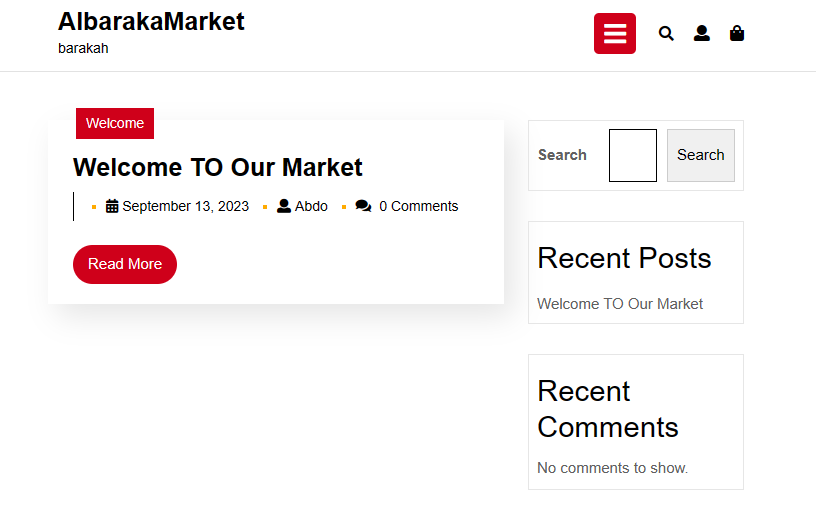 AlbarakaMarket
barakah
Welcome
Welcome TO Our Market
September 13, 2023 Abdo 0 Comments
Read More
Search Search
Recent Posts
Welcome TO Our Market
Recent
Comments
No comments to show.